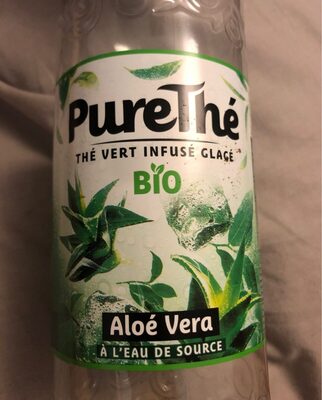 PureThé
THÉ VERT INFUSÉ GLACÉ
BIO
Aloé Vera
À L'EAU DE SOURCE